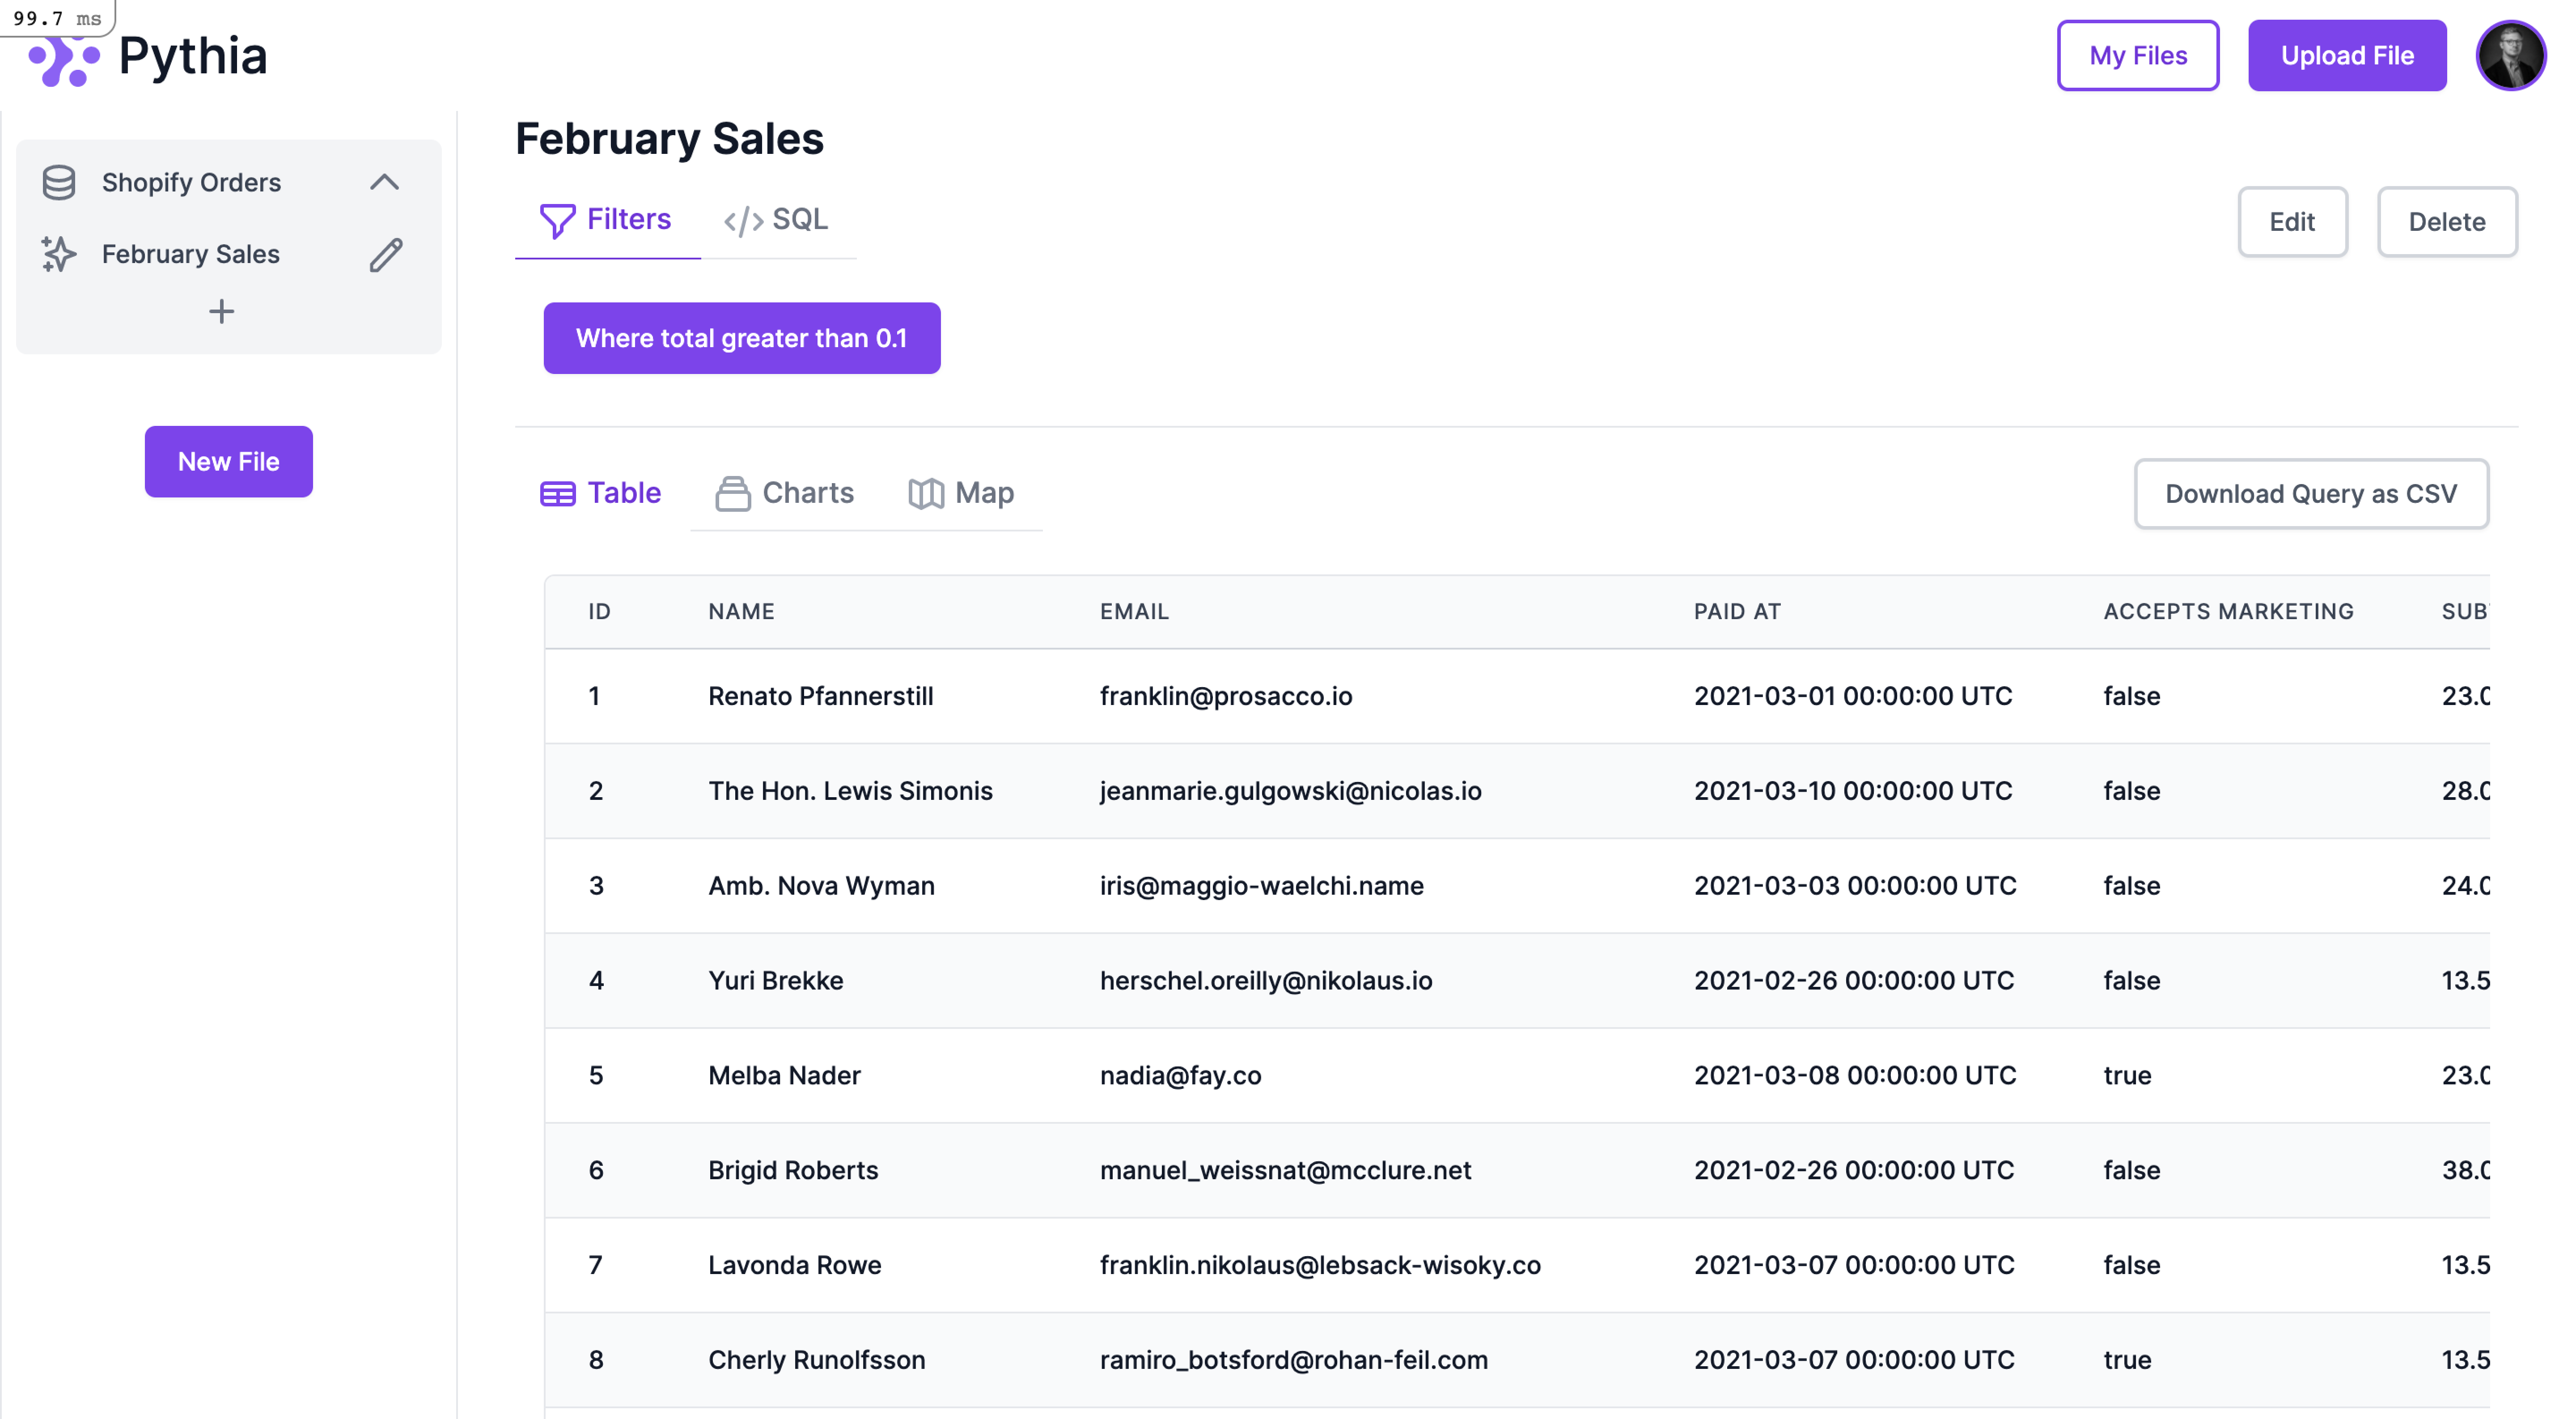 99.7 ms
Pythia
My Files
Upload File
Shopify Orders
February Sales
New File
February Sales
Filters
SQL
Edit
Delete
Where total greater than 0.1
Table
Charts
Map
Download Query as CSV
ID NAME EMAIL PAID AT ACCEPTS MARKETING
1 Renato Pfannerstill franklin@prosacco.io 2021-03-01 00:00:00 UTC false 23.0
2 The Hon. Lewis Simonis jeanmarie.gulgowski@nicolas.io 2021-03-10 00:00:00 UTC false 28.0
3 Amb. Nova Wyman iris@maggio-waelchi.name 2021-03-03 00:00:00 UTC false 24.0
4 Yuri Brekke herschel.oreilly@nikolaus.io 2021-02-26 00:00:00 UTC false 13.5
5 Melba Nader nadia@fay.co 2021-03-08 00:00:00 UTC true 23.0
6 Brigid Roberts manuel_weissnat@mcclure.net 2021-02-26 00:00:00 UTC false 38.0
7 Lavonda Rowe franklin.nikolaus@lebsack-wisoky.co 2021-03-07 00:00:00 UTC false 13.5
8 Cherly Runolfsson ramiro_botsford@rohan-feil.com 2021-03-07 00:00:00 UTC true 13.5